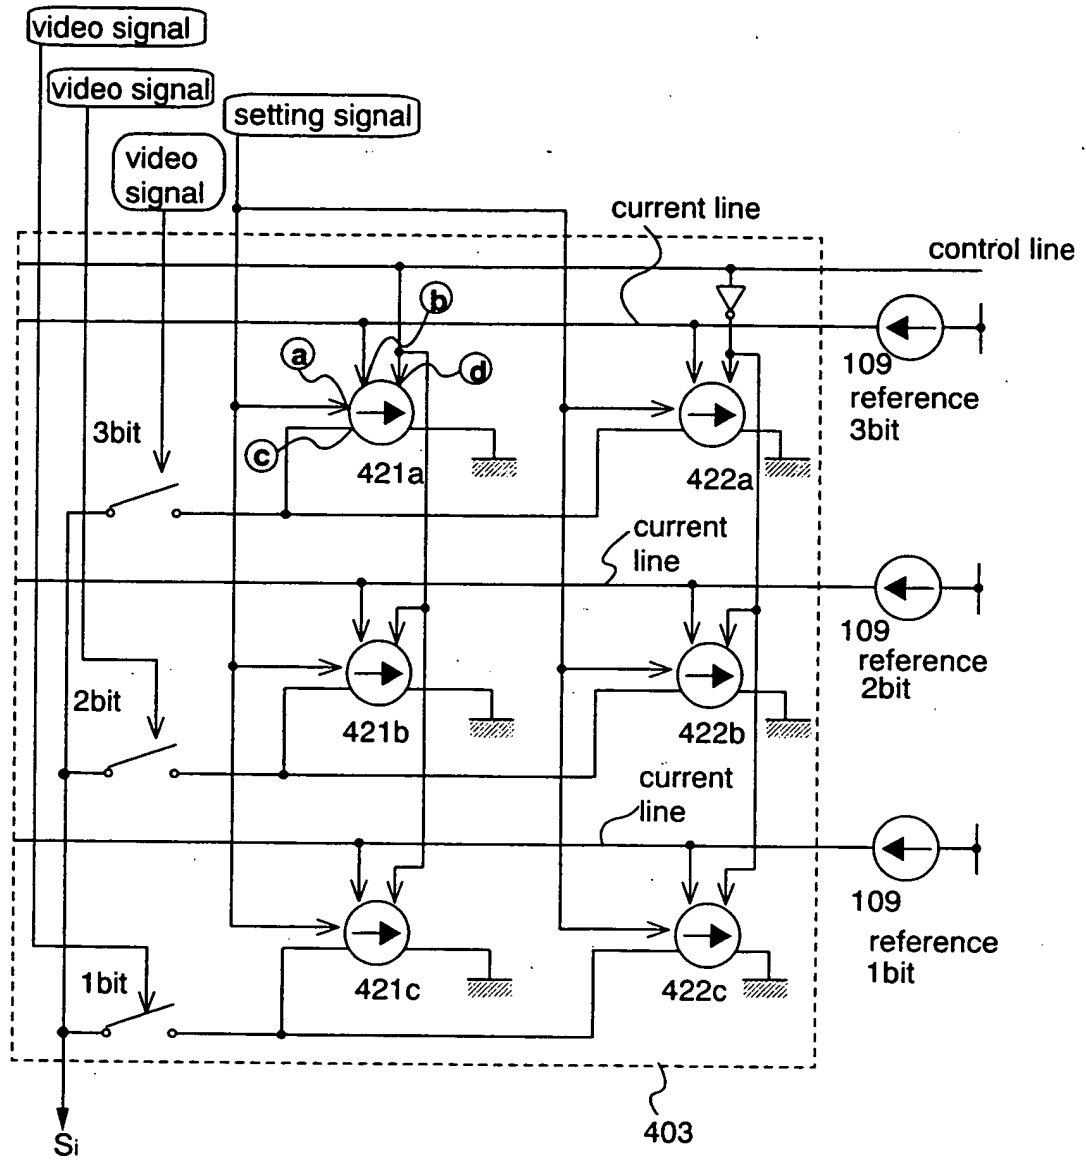 video signal
video signal
setting signal
video
signal
current line
control line
b
a
d
109
reference
3bit
3bit
c
421a
422a
current
line
109
reference
2bit
2bit
421b
422b
current
line
109
reference
1bit
1bit
421c
422c
403
Si